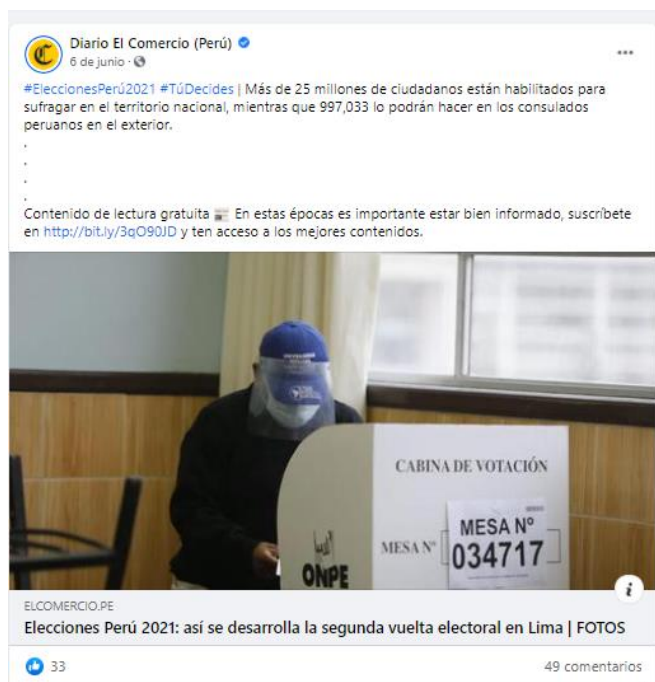 Diario El Comercio (Perú)
6 de junio ·
#EleccionesPerú2021 #TúDecides | Más de 25 millones de ciudadanos están habilitados para
sufragar en el territorio nacional, mientras que 997,033 lo podrán hacer en los consulados
peruanos en el exterior.
.
.
.
.
Contenido de lectura gratuita En estas épocas es importante estar bien informado, suscríbete
en http://bit.ly/3qO90JD y ten acceso a los mejores contenidos.
CABINA DE VOTACIÓN
MESA Nº
MESA Nº
034717
ONPE
ELCOMERCIO.PE
Elecciones Perú 2021: así se desarrolla la segunda vuelta electoral en Lima | FOTOS
33
49 comentarios